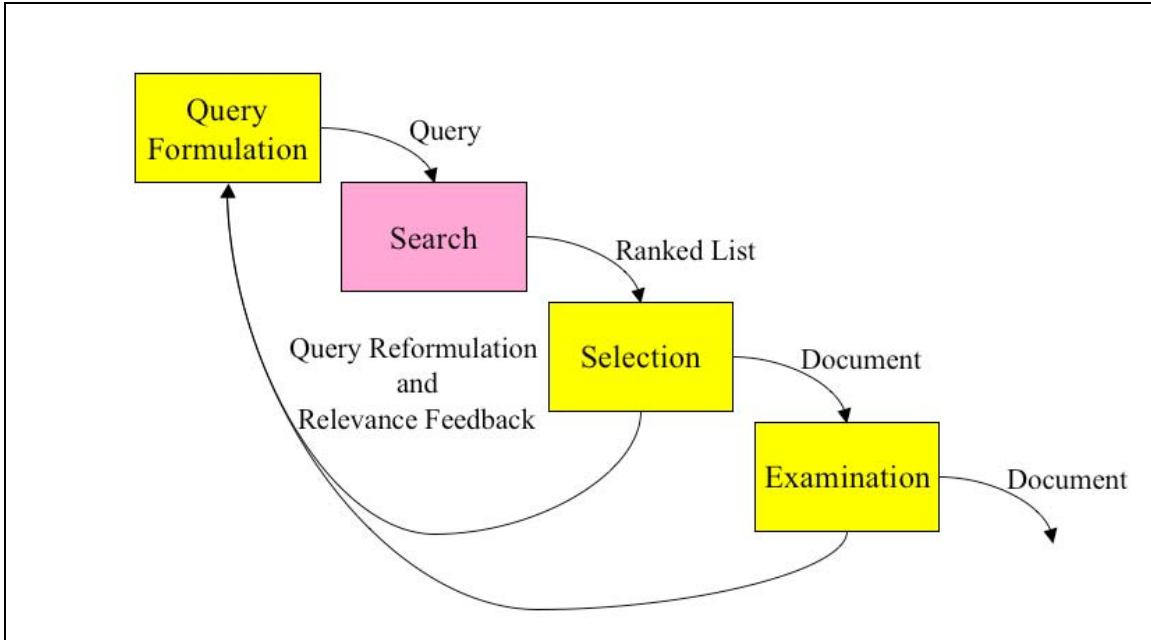 Query
Formulation
Query
Search
Ranked List
Query Reformulation
and
Relevance Feedback
Selection
Document
Examination
Document